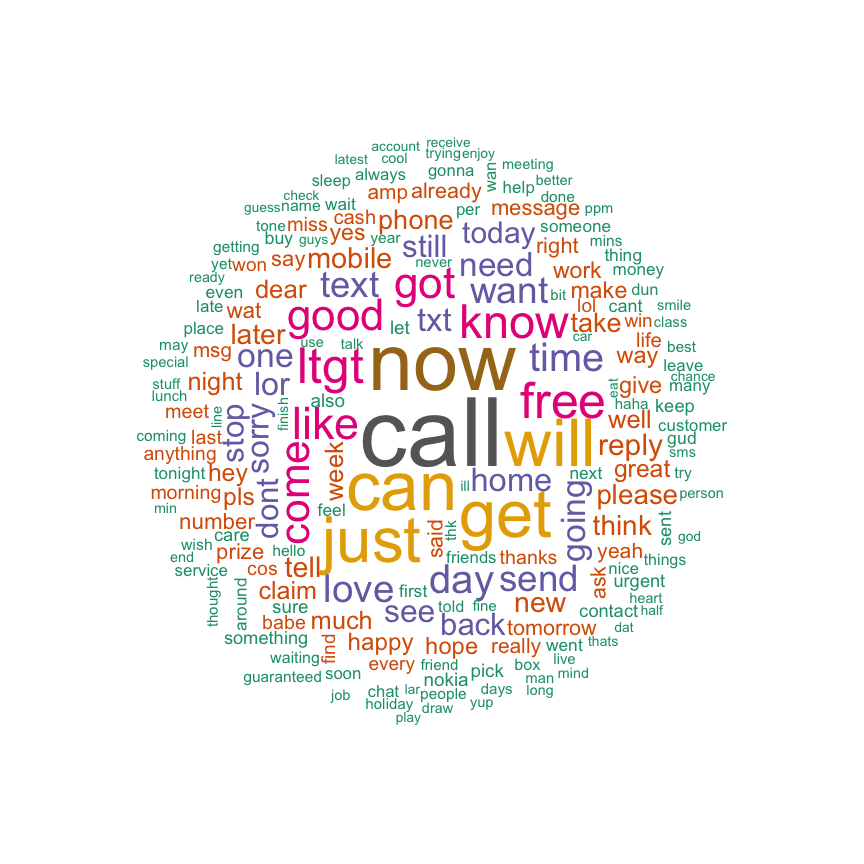 account receive
latest cool trying enjoy
sleep always gonna wan meeting
check amp already help better
guess name wait cash phone per message done ppm
tone miss yes year still today someone
buy guys right mins
getting say mobile never need work thing
yet won money
ready even dear text got want bit make dun
late wat good let txt know lol cant smile
place later take win class
may msg use talk now car life best
special one ltgt time way leave
stuff night lor eat give many chance
lunch also free haha keep
meet line stop finish like call will well customer
coming last sorry reply gud
anything come week sms
tonight hey can ill home next great try
morning pls dont feel get going please person
min number just said thk think sent god
wish care hello friends thanks yeah things
end prize cos tell nice
service thought around claim love first day send ask urgent
sure told fine new heart
babe much see back tomorrow contact half
something find happy hope really went dat
waiting every friend live thats
guaranteed soon nokia pick box man mind
job chat lar people days long
holiday draw yup
play